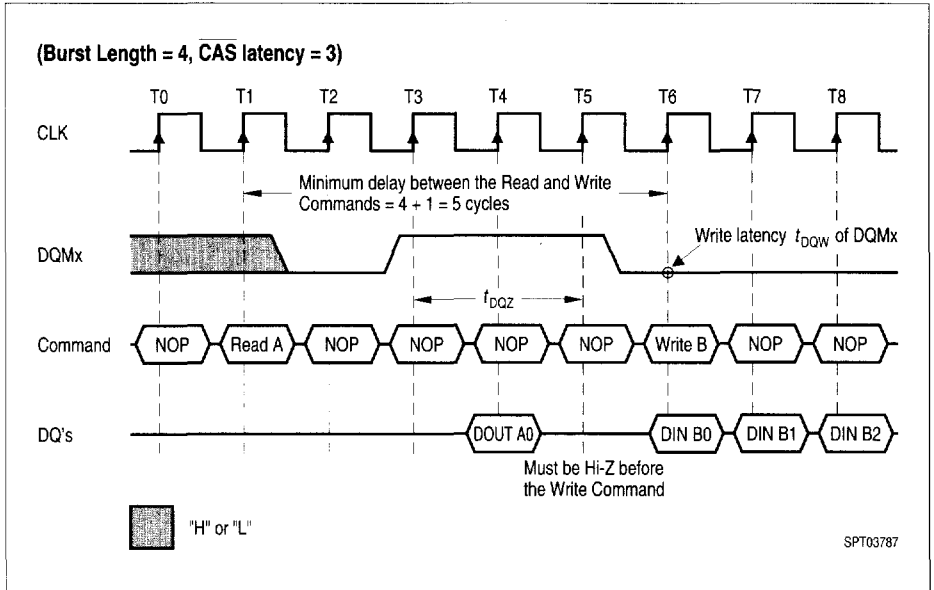 (Burst Length = 4, CAS latency = 3)
T0 T1 T2 T3 T4 T5 T6 T7 T8
CLK
Minimum delay between the Read and Write
Commands = 4 + 1 = 5 cycles
Write latency tDQW of DQMx
DQMx
tDQZ
Command NOP Read A NOP NOP NOP NOP Write B NOP NOP
DQ's DOUT A0 DIN B0 DIN B1 DIN B2
Must be Hi-Z before
the Write Command
"H" or "L"
SPT03787